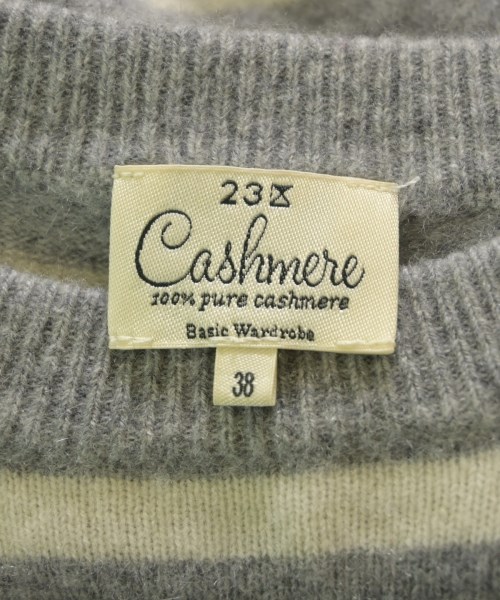 23区
Cashmere
100% pure cashmere
Basic Wardrobe
38